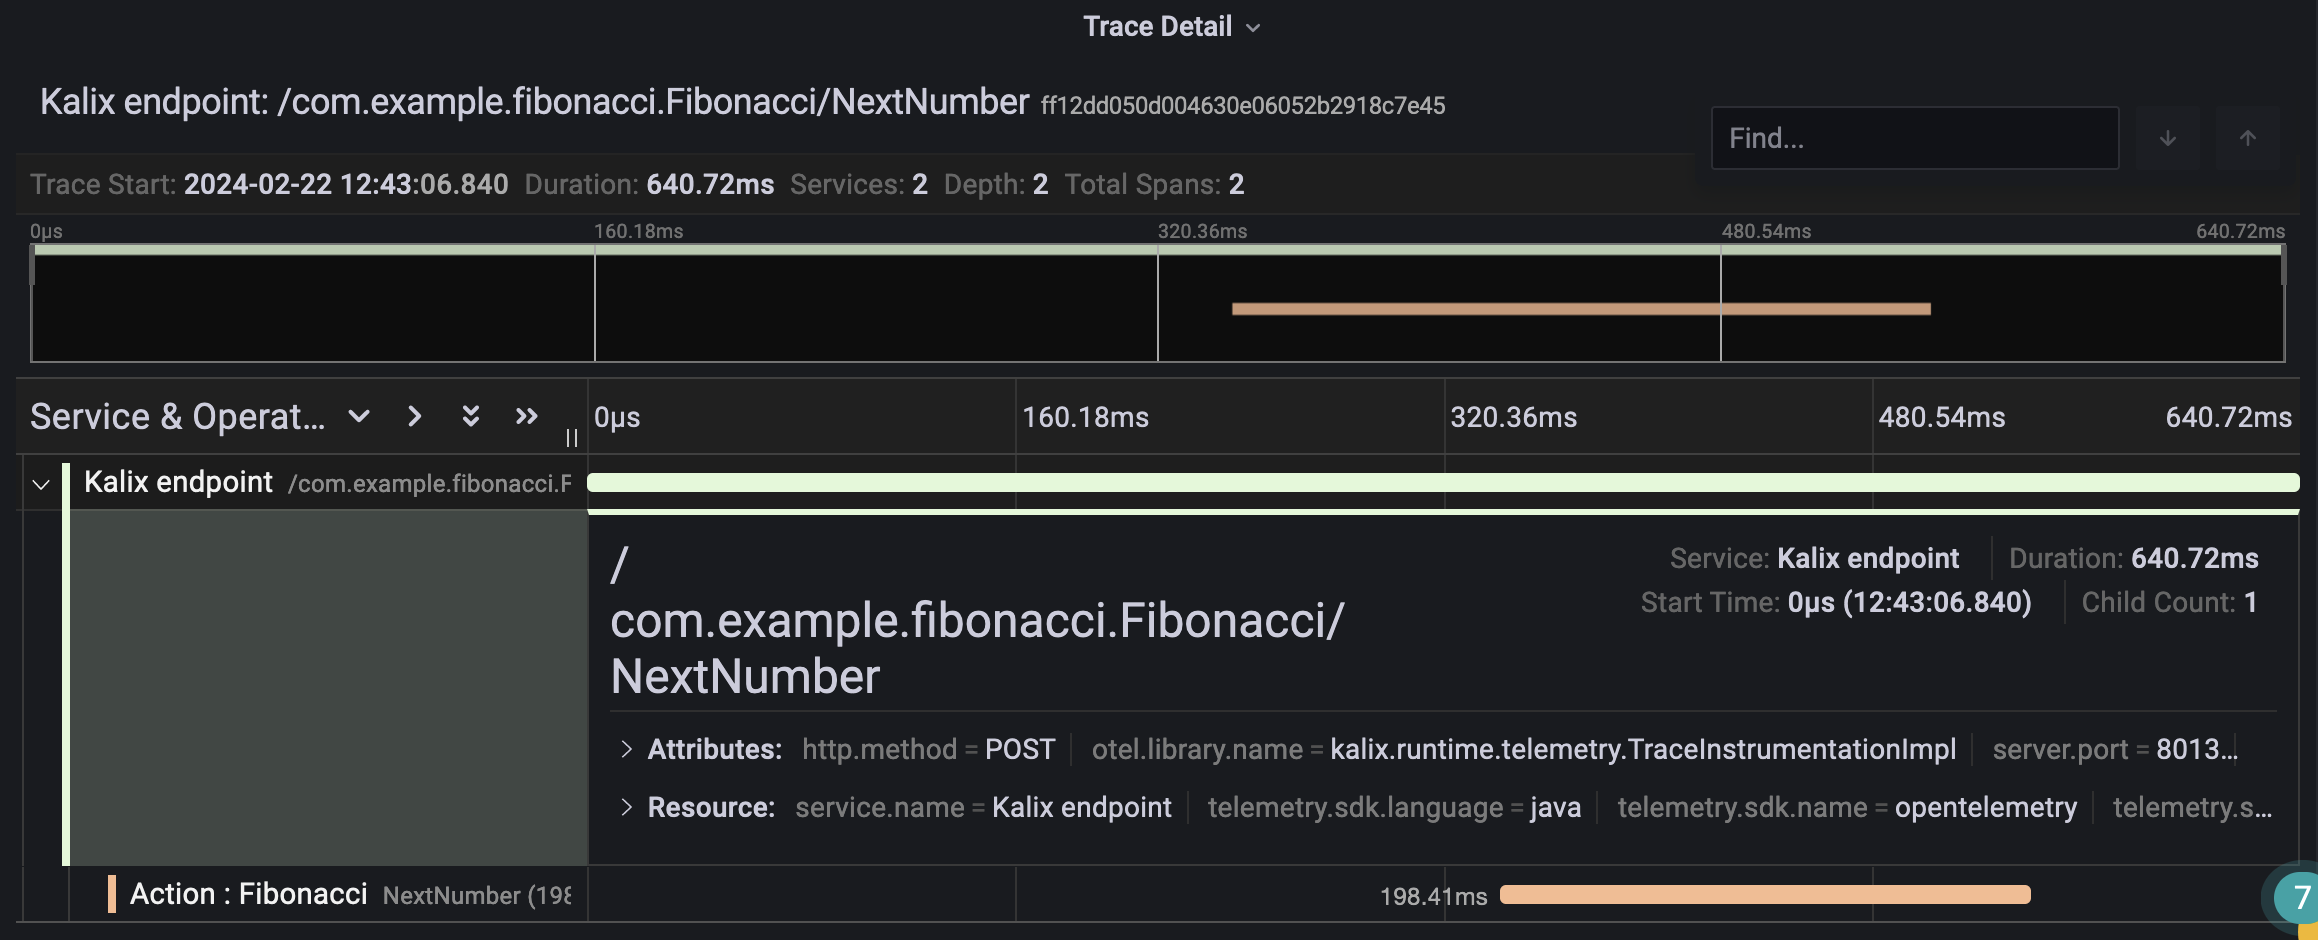 Trace Detail
Kalix endpoint: /com.example.fibonacci.Fibonacci/NextNumber ff12dd050d004630e06052b2918c7e45
Find...
Trace Start: 2024-02-22 12:43:06.840 Duration: 640.72ms Services: 2 Depth: 2 Total Spans: 2
0μs 160.18ms 320.36ms 480.54ms 640.72ms
Service & Operat... 0μs 160.18ms 320.36ms 480.54ms 640.72ms
Kalix endpoint /com.example.fibonacci.F
/
com.example.fibonacci.Fibonacci/
NextNumber
Service: Kalix endpoint Duration: 640.72ms
Start Time: 0μs (12:43:06.840) Child Count: 1
Attributes: http.method = POST otel.library.name = kalix.runtime.telemetry.TraceInstrumentationImpl server.port = 8013...
Resource: service.name = Kalix endpoint telemetry.sdk.language = java telemetry.sdk.name = opentelemetry telemetry.s...
Action : Fibonacci NextNumber (198 198.41ms
7